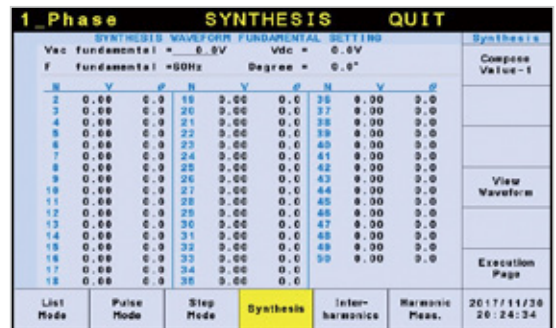 1_Phase SYNTHESIS QUIT
SYNTHESIS WAVEFORM FUNDAMENTAL SETTING
Vac fundamental = 0.0V Vdc = 0.0V
F fundamental =60Hz Degree = 0.0°
N V ø N V ø N V ø
2 0.00 0.0 19 0.00 0.0 36 0.00 0.0
3 0.00 0.0 20 0.00 0.0 37 0.00 0.0
4 0.00 0.0 21 0.00 0.0 38 0.00 0.0
5 0.00 0.0 22 0.00 0.0 39 0.00 0.0
6 0.00 0.0 23 0.00 0.0 40 0.00 0.0
7 0.00 0.0 24 0.00 0.0 41 0.00 0.0
8 0.00 0.0 25 0.00 0.0 42 0.00 0.0
9 0.00 0.0 26 0.00 0.0 43 0.00 0.0
10 0.00 0.0 27 0.00 0.0 44 0.00 0.0
11 0.00 0.0 28 0.00 0.0 45 0.00 0.0
12 0.00 0.0 29 0.00 0.0 46 0.00 0.0
13 0.00 0.0 30 0.00 0.0 47 0.00 0.0
14 0.00 0.0 31 0.00 0.0 48 0.00 0.0
15 0.00 0.0 32 0.00 0.0 49 0.00 0.0
16 0.00 0.0 33 0.00 0.0 50 0.00 0.0
17 0.00 0.0 34 0.00 0.0
18 0.00 0.0 35 0.00 0.0
Synthesis
Compose
Value-1
View
Waveform
Execution
Page
List
Mode
Pulse
Mode
Step
Mode
Synthesis
Inter-
harmonics
Harmonic
Meas.
2017/11/30
20:24:34